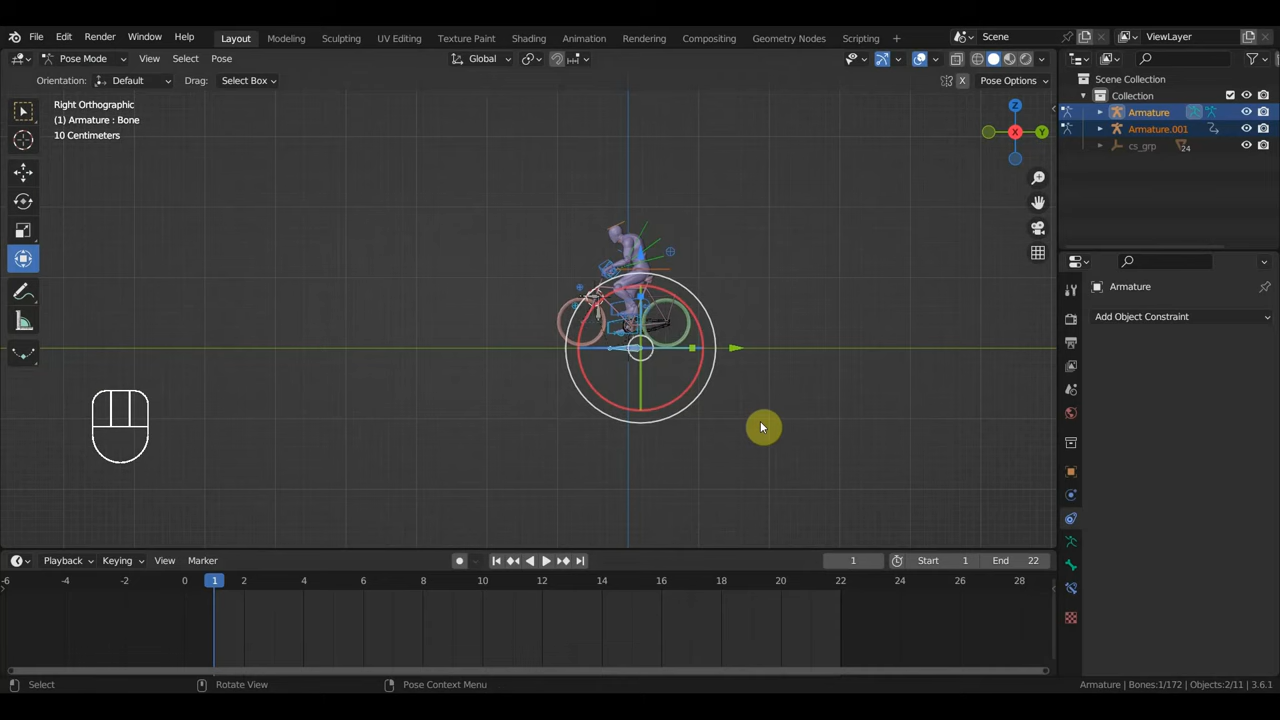 File Edit Render Window Help Layout Modeling Sculpting UV Editing Texture Paint Shading Animation Rendering Compositing Geometry Nodes Scripting + Scene ViewLayer
Pose Mode View Select Pose Global Pose Options
Orientation: Default Drag: Select Box X
Right Orthographic
(1) Armature : Bone
10 Centimeters
Z
Y
X
Scene Collection
Collection
Armature
Armature.001
cs_grp 24
Armature
Add Object Constraint
Playback Keying View Marker 1 Start 1 End 22
-6 -4 -2 0 1 2 4 6 8 10 12 14 16 18 20 22 24 26 28
Select Rotate View Pose Context Menu Armature | Bones:1/172 | Objects:2/11 | 3.6.1